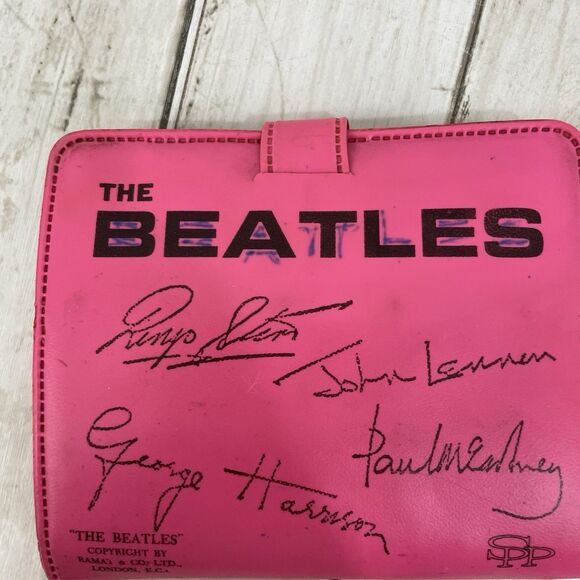 THE
BEATLES
Ringo Starr
John Lennon
George Harrison
Paul McCartney
"THE BEATLES"
COPYRIGHT BY
RAMAT & CO: LTD.,
LONDON, E.C.1
SPP